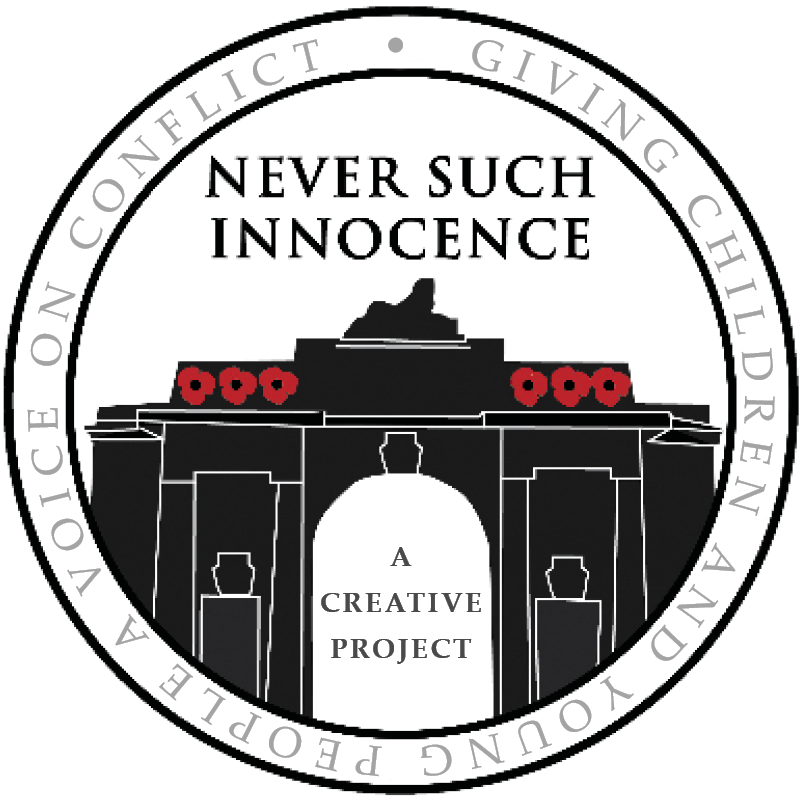 NEVER SUCH
INNOCENCE
A
CREATIVE
PROJECT
• GIVING CHILDREN AND YOUNG PEOPLE A VOICE ON CONFLICT